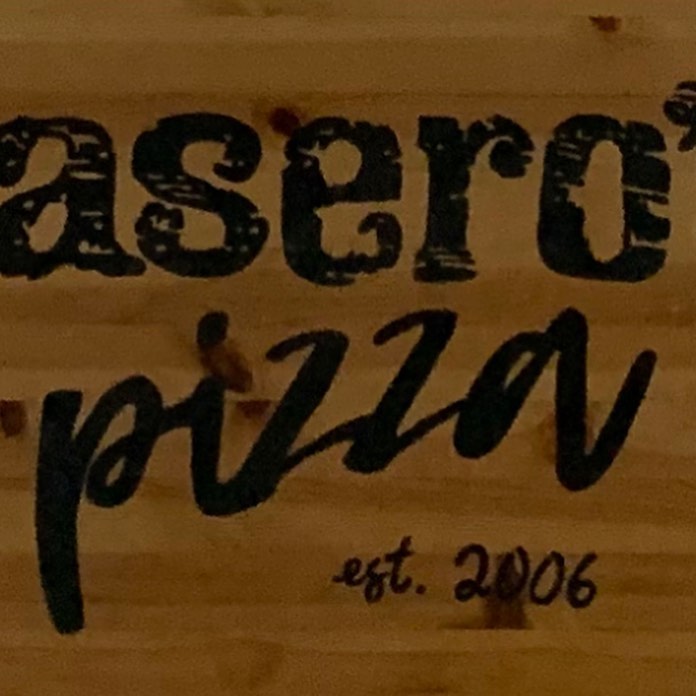 asero'
pizza
est. 2006